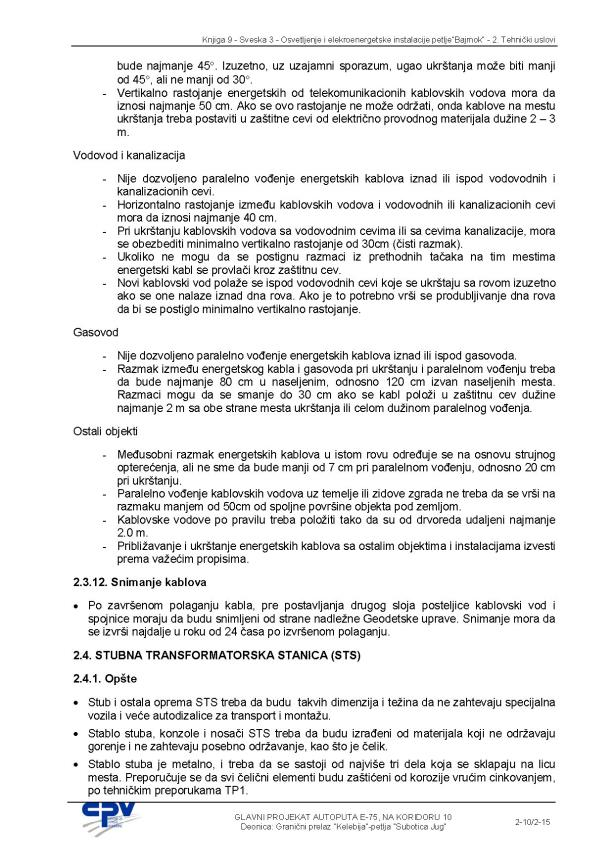 Knjiga 9 - Sveska 3 - Osvetljenje i elekroenergetske instalacije petlje"Bajmok" - 2. Tehnički uslovi
bude najmanje 45°. Izuzetno, uz uzajamni sporazum, ugao ukrštanja može biti manji
od 45°, ali ne manji od 30°.
- Vertikalno rastojanje energetskih od telekomunikacionih kablovskih vodova mora da
iznosi najmanje 50 cm. Ako se ovo rastojanje ne može održati, onda kablove na mestu
ukrštanja treba postaviti u zaštitne cevi od električno provodnog materijala dužine 2 – 3
m.
Vodovod i kanalizacija
- Nije dozvoljeno paralelno vođenje energetskih kablova iznad ili ispod vodovodnih i
kanalizacionih cevi.
- Horizontalno rastojanje između kablovskih vodova i vodovodnih ili kanalizacionih cevi
mora da iznosi najmanje 40 cm.
- Pri ukrštanju kablovskih vodova sa vodovodnim cevima ili sa cevima kanalizacije, mora
se obezbediti minimalno vertikalno rastojanje od 30cm (čisti razmak).
- Ukoliko ne mogu da se postignu razmaci iz prethodnih tačaka na tim mestima
energetski kabl se provlači kroz zaštitnu cev.
- Novi kablovski vod polaže se ispod vodovodnih cevi koje se ukrštaju sa rovom izuzetno
ako se one nalaze iznad dna rova. Ako je to potrebno vrši se produbljivanje dna rova
da bi se postiglo minimalno vertikalno rastojanje.
Gasovod
- Nije dozvoljeno paralelno vođenje energetskih kablova iznad ili ispod gasovoda.
- Razmak između energetskog kabla i gasovoda pri ukrštanju i paralelnom vođenju treba
da bude najmanje 80 cm u naseljenim, odnosno 120 cm izvan naseljenih mesta.
Razmaci mogu da se smanje do 30 cm ako se kabl položi u zaštitnu cev dužine
najmanje 2 m sa obe strane mesta ukrštanja ili celom dužinom paralelnog vođenja.
Ostali objekti
- Međusobni razmak energetskih kablova u istom rovu određuje se na osnovu strujnog
opterećenja, ali ne sme da bude manji od 7 cm pri paralelnom vođenju, odnosno 20 cm
pri ukrštanju.
- Paralelno vođenje kablovskih vodova uz temelje ili zidove zgrada ne treba da se vrši na
razmaku manjem od 50cm od spoljne površine objekta pod zemljom.
- Kablovske vodove po pravilu treba položiti tako da su od drvoreda udaljeni najmanje
2.0 m.
- Približavanje i ukrštanje energetskih kablova sa ostalim objektima i instalacijama izvesti
prema važećim propisima.
2.3.12. Snimanje kablova
• Po završenom polaganju kabla, pre postavljanja drugog sloja posteljice kablovski vod i
spojnice moraju da budu snimljeni od strane nadležne Geodetske uprave. Snimanje mora da
se izvrši najdalje u roku od 24 časa po izvršenom polaganju.
2.4. STUBNA TRANSFORMATORSKA STANICA (STS)
2.4.1. Opšte
• Stub i ostala oprema STS treba da budu takvih dimenzija i težina da ne zahtevaju specijalna
vozila i veće autodizalice za transport i montažu.
• Stablo stuba, konzole i nosači STS treba da budu izrađeni od materijala koji ne održavaju
gorenje i ne zahtevaju posebno održavanje, kao što je čelik.
• Stablo stuba je metalno, i treba da se sastoji od najviše tri dela koja se sklapaju na licu
mesta. Preporučuje se da svi čelični elementi budu zaštićeni od korozije vrućim cinkovanjem,
po tehničkim preporukama TP1.
CPV
GLAVNI PROJEKAT AUTOPUTA E-75, NA KORIDORU 10
Deonica: Granični prelaz "Kelebija"-petlja "Subotica Jug"
2-10/2-15